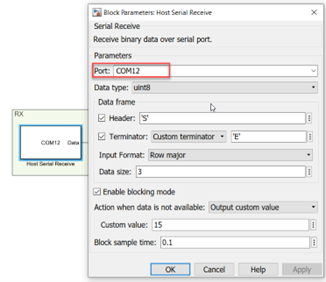 Block Parameters: Host Serial Receive
Serial Receive
Receive binary data over serial port.
Parameters
Port: COM12
Data type: uint8
Data frame
Header: 'S'
Terminator: Custom terminator 'E'
Input Format: Row major
Data size: 3
Enable blocking mode
Action when data is not available: Output custom value
Custom value: 15
Block sample time: 0.1
OK Cancel Help Apply
RX
COM12 Data
Host Serial Receive